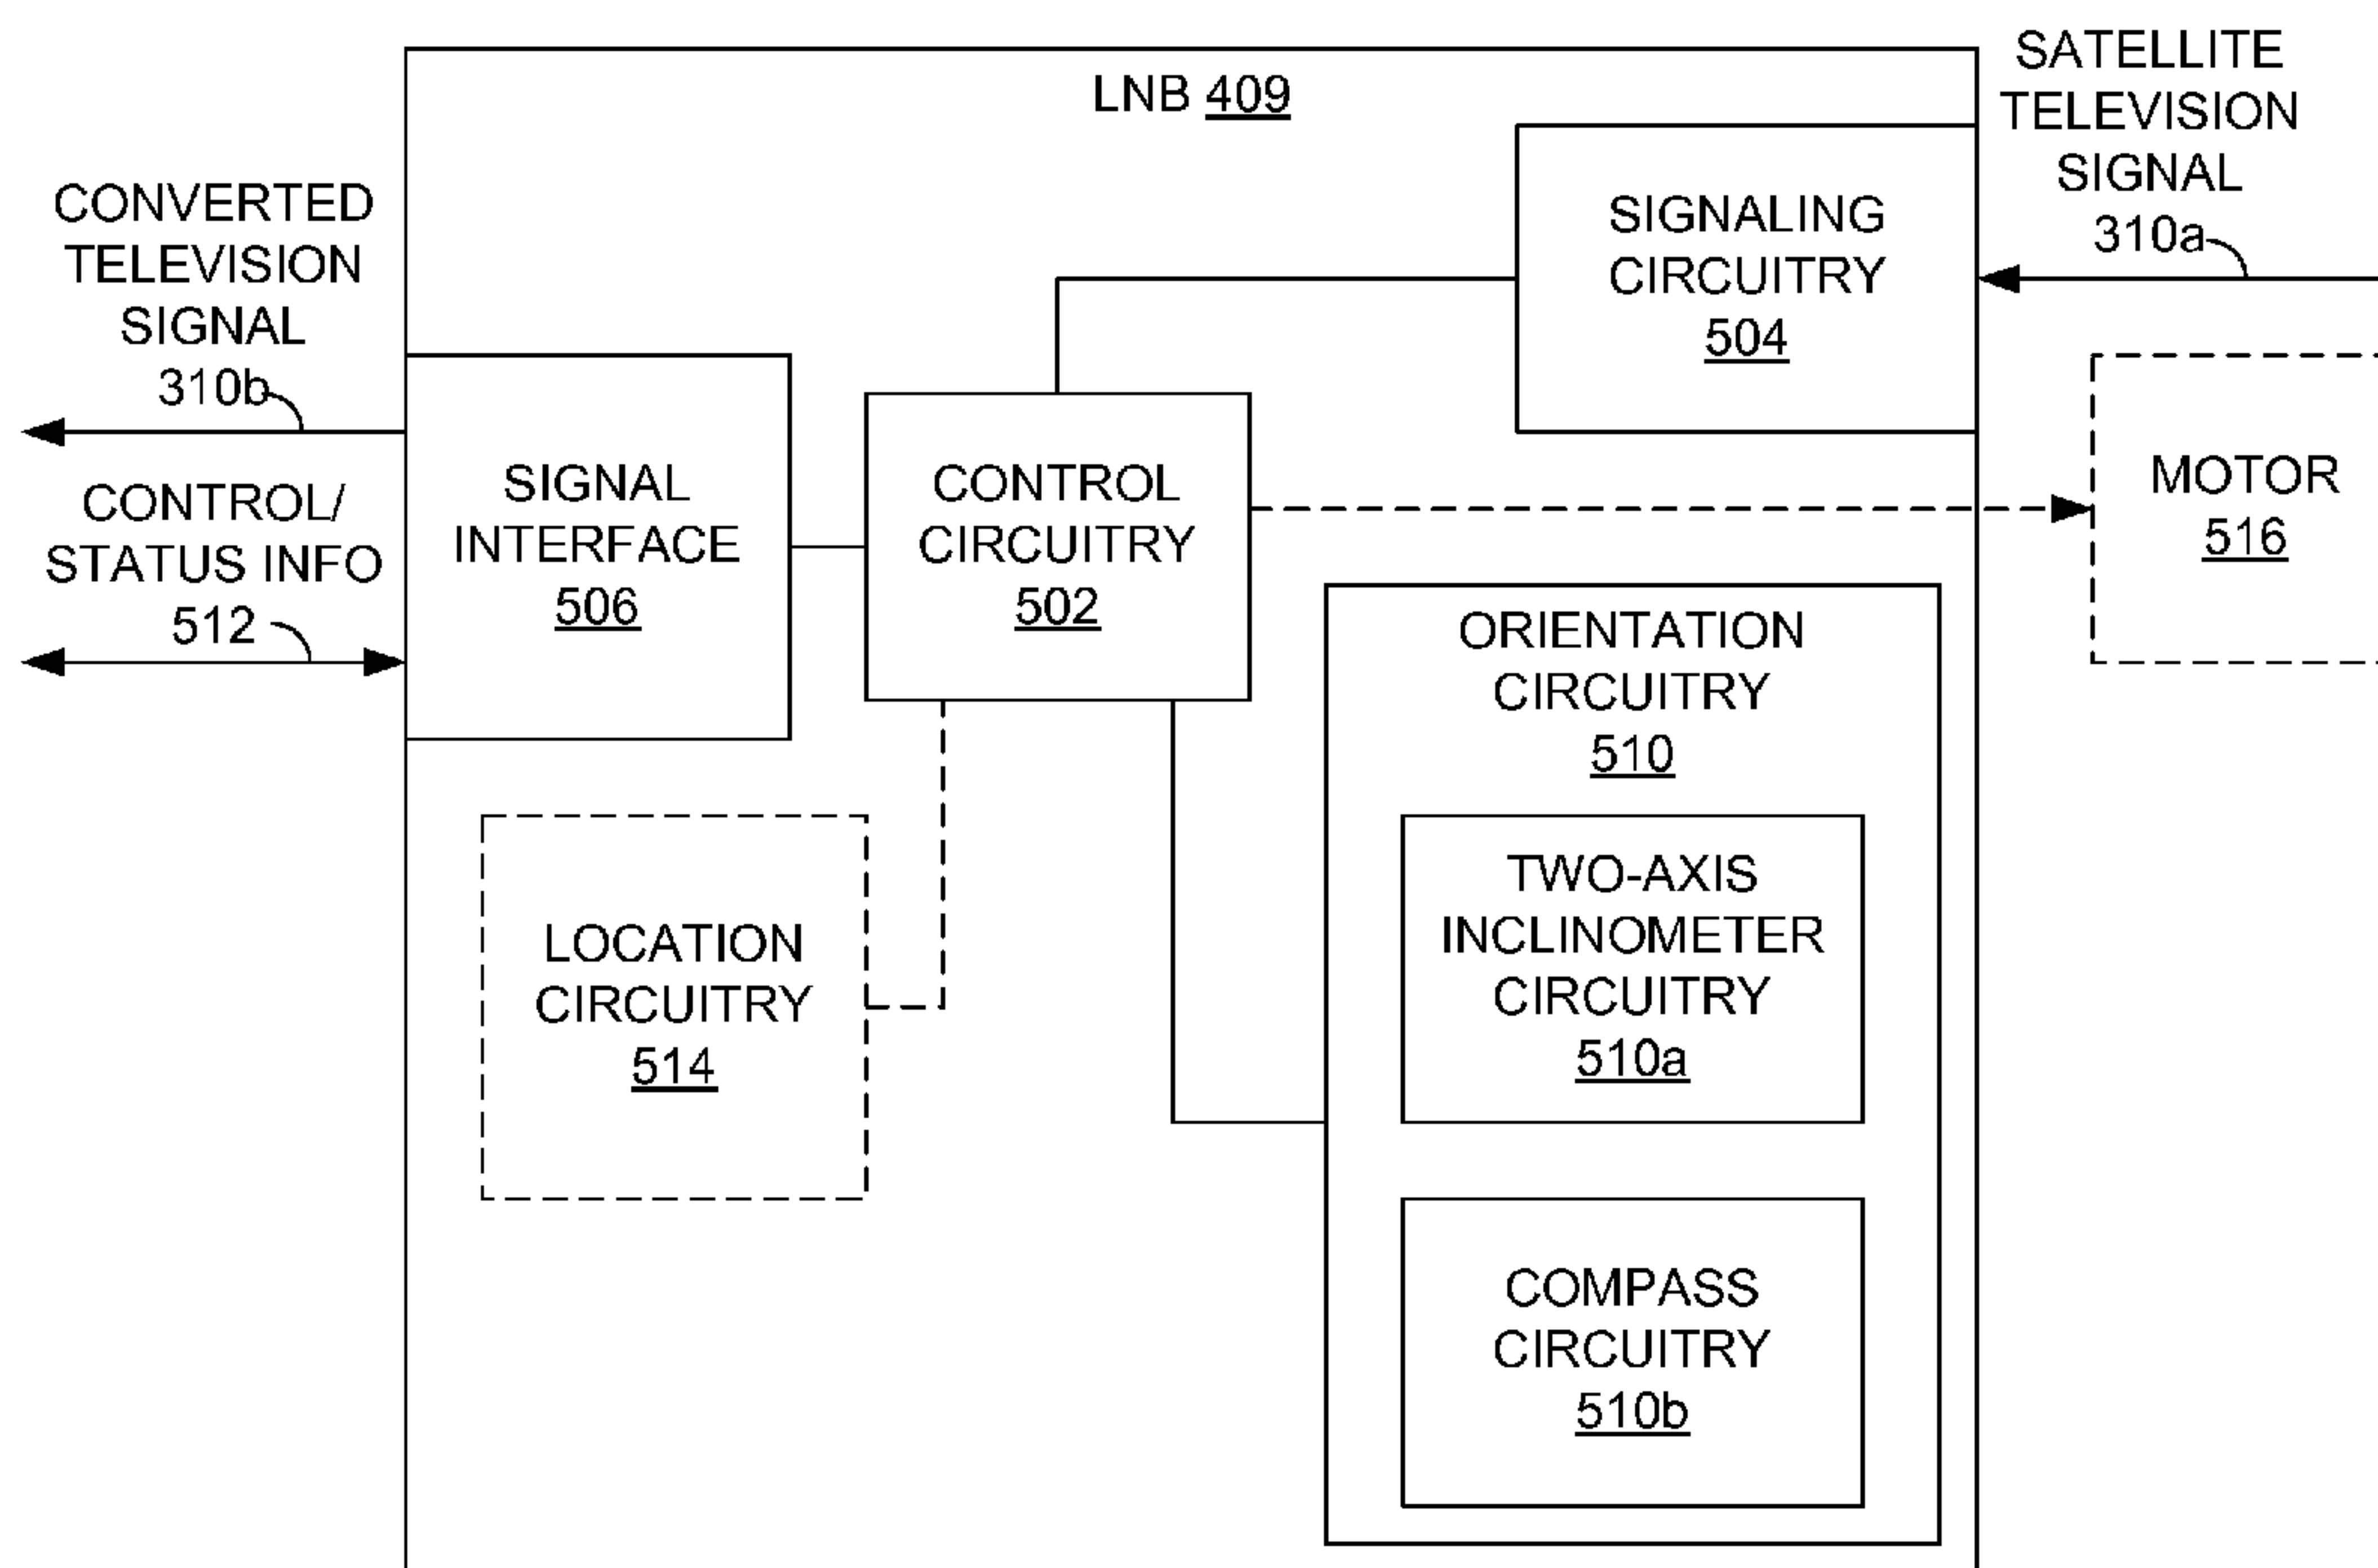 LNB 409
SATELLITE
TELEVISION
SIGNAL
310a
CONVERTED
TELEVISION
SIGNAL
310b
SIGNALING
CIRCUITRY
504
CONTROL/
STATUS INFO
512
SIGNAL
INTERFACE
506
CONTROL
CIRCUITRY
502
MOTOR
516
ORIENTATION
CIRCUITRY
510
LOCATION
CIRCUITRY
514
TWO-AXIS
INCLINOMETER
CIRCUITRY
510a
COMPASS
CIRCUITRY
510b